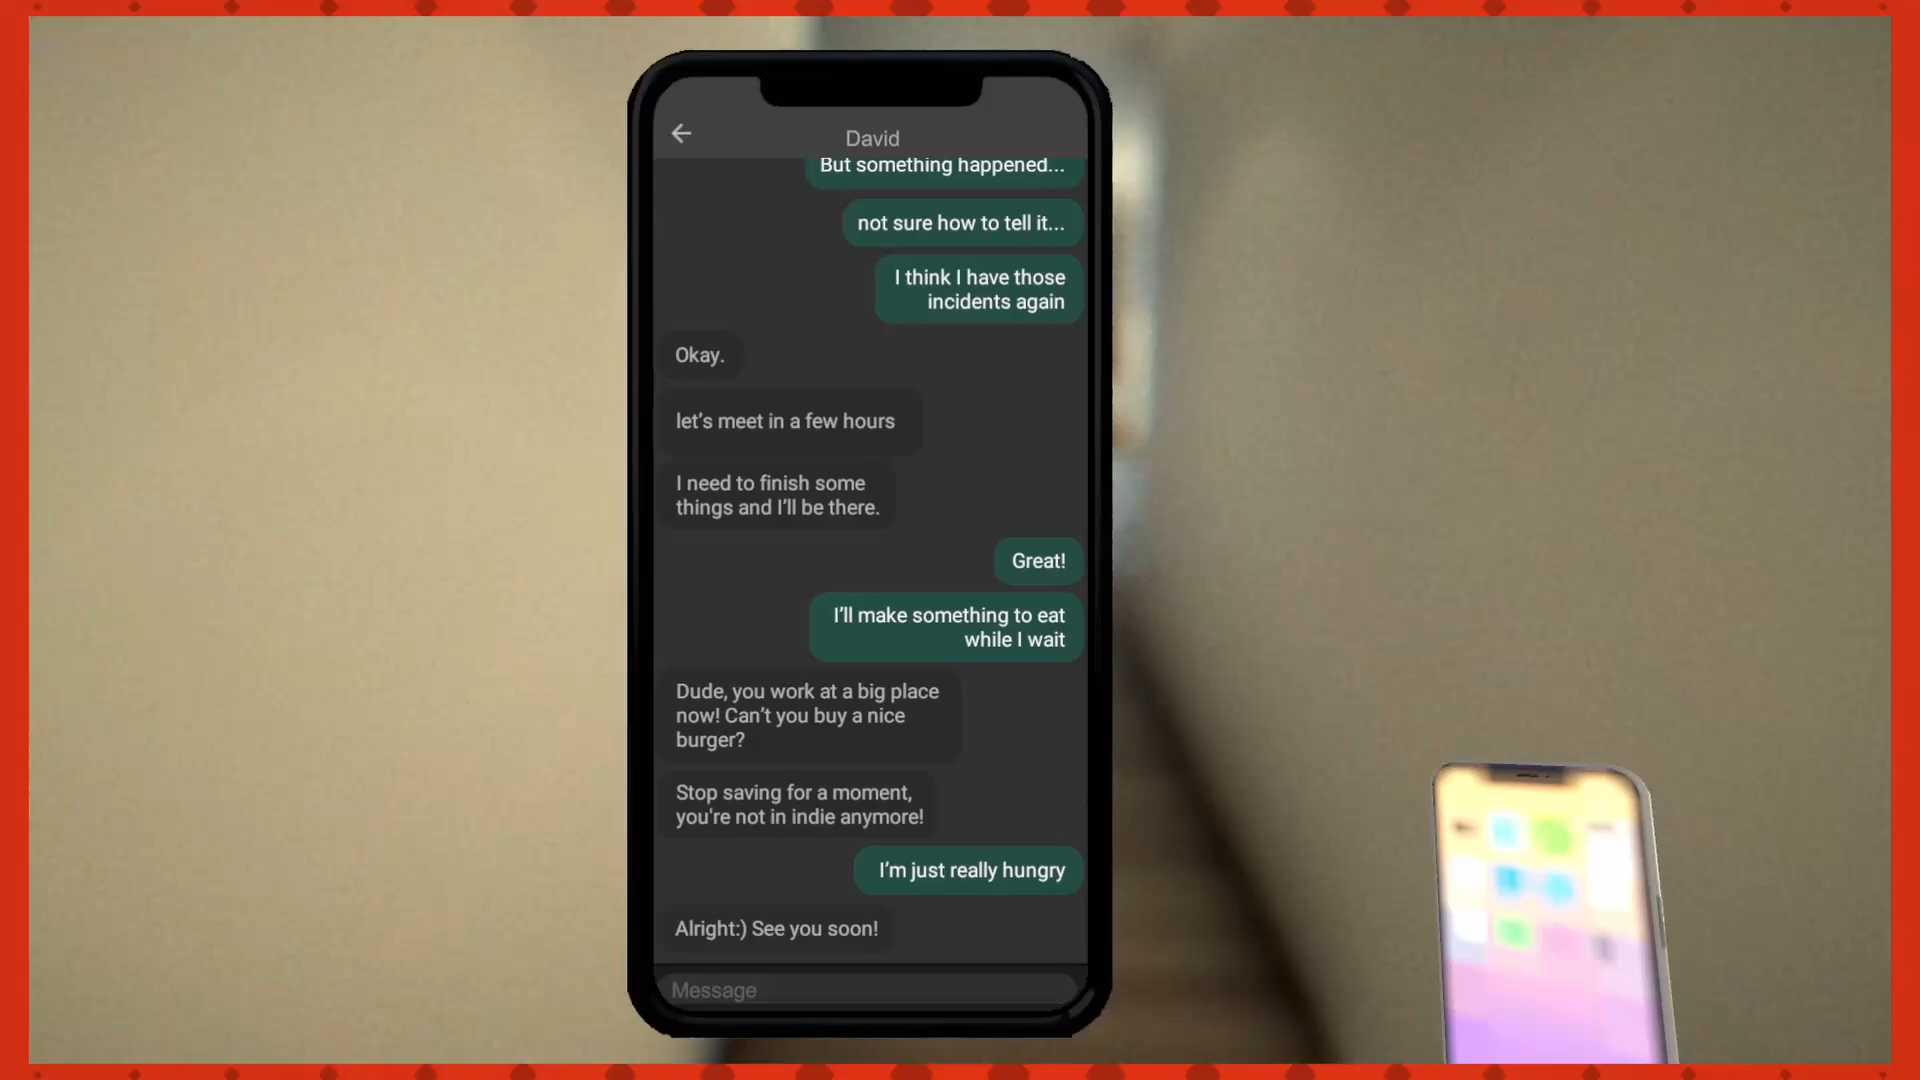 David
But something happened...
not sure how to tell it...
I think I have those
incidents again
Okay.
let's meet in a few hours
I need to finish some
things and I'll be there.
Great!
I'll make something to eat
while I wait
Dude, you work at a big place
now! Can't you buy a nice
burger?
Stop saving for a moment,
you're not in indie anymore!
I'm just really hungry
Alright:) See you soon!
Message